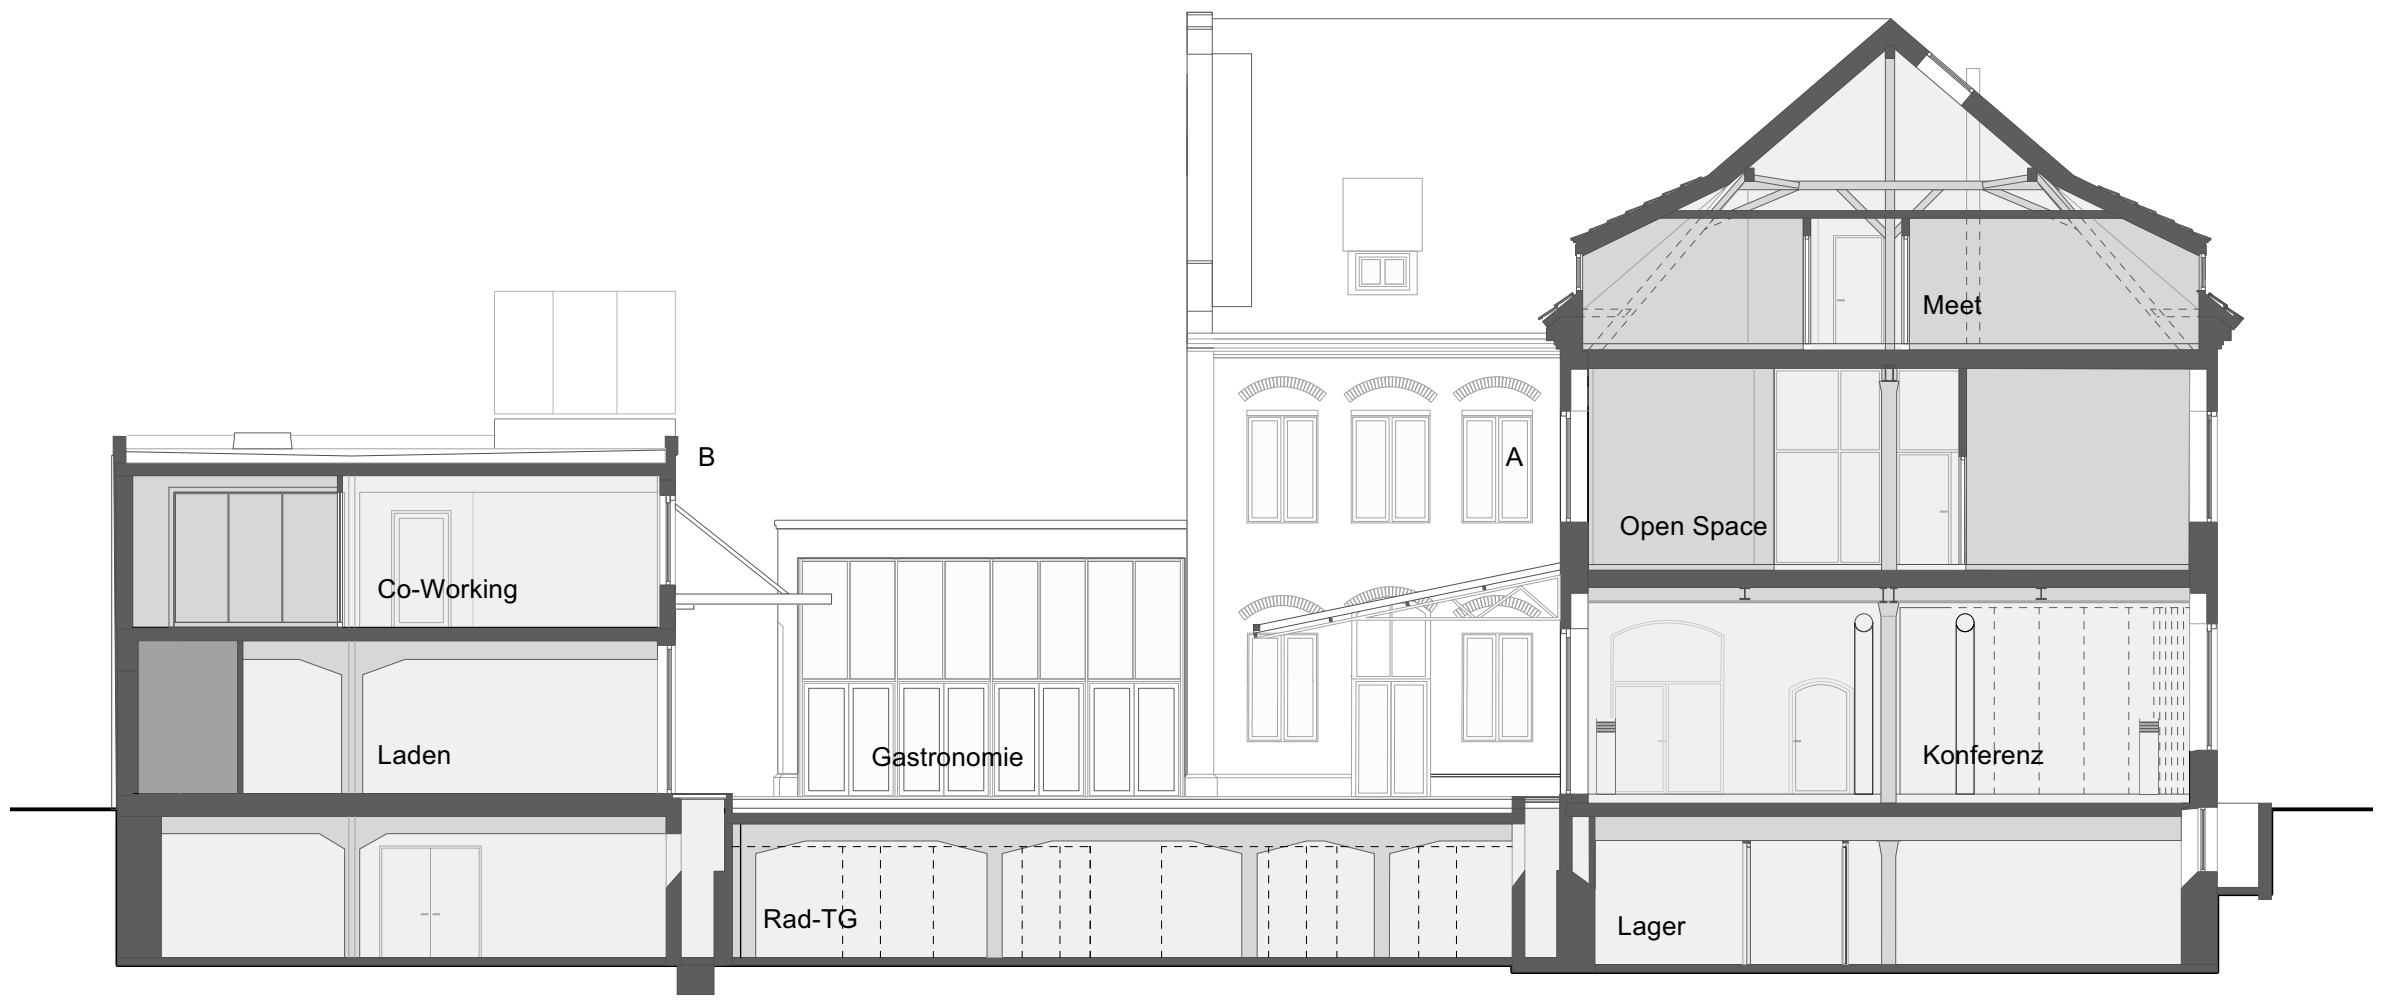 Meet
B
A
Open Space
Co-Working
Laden
Gastronomie
Konferenz
Rad-TG
Lager